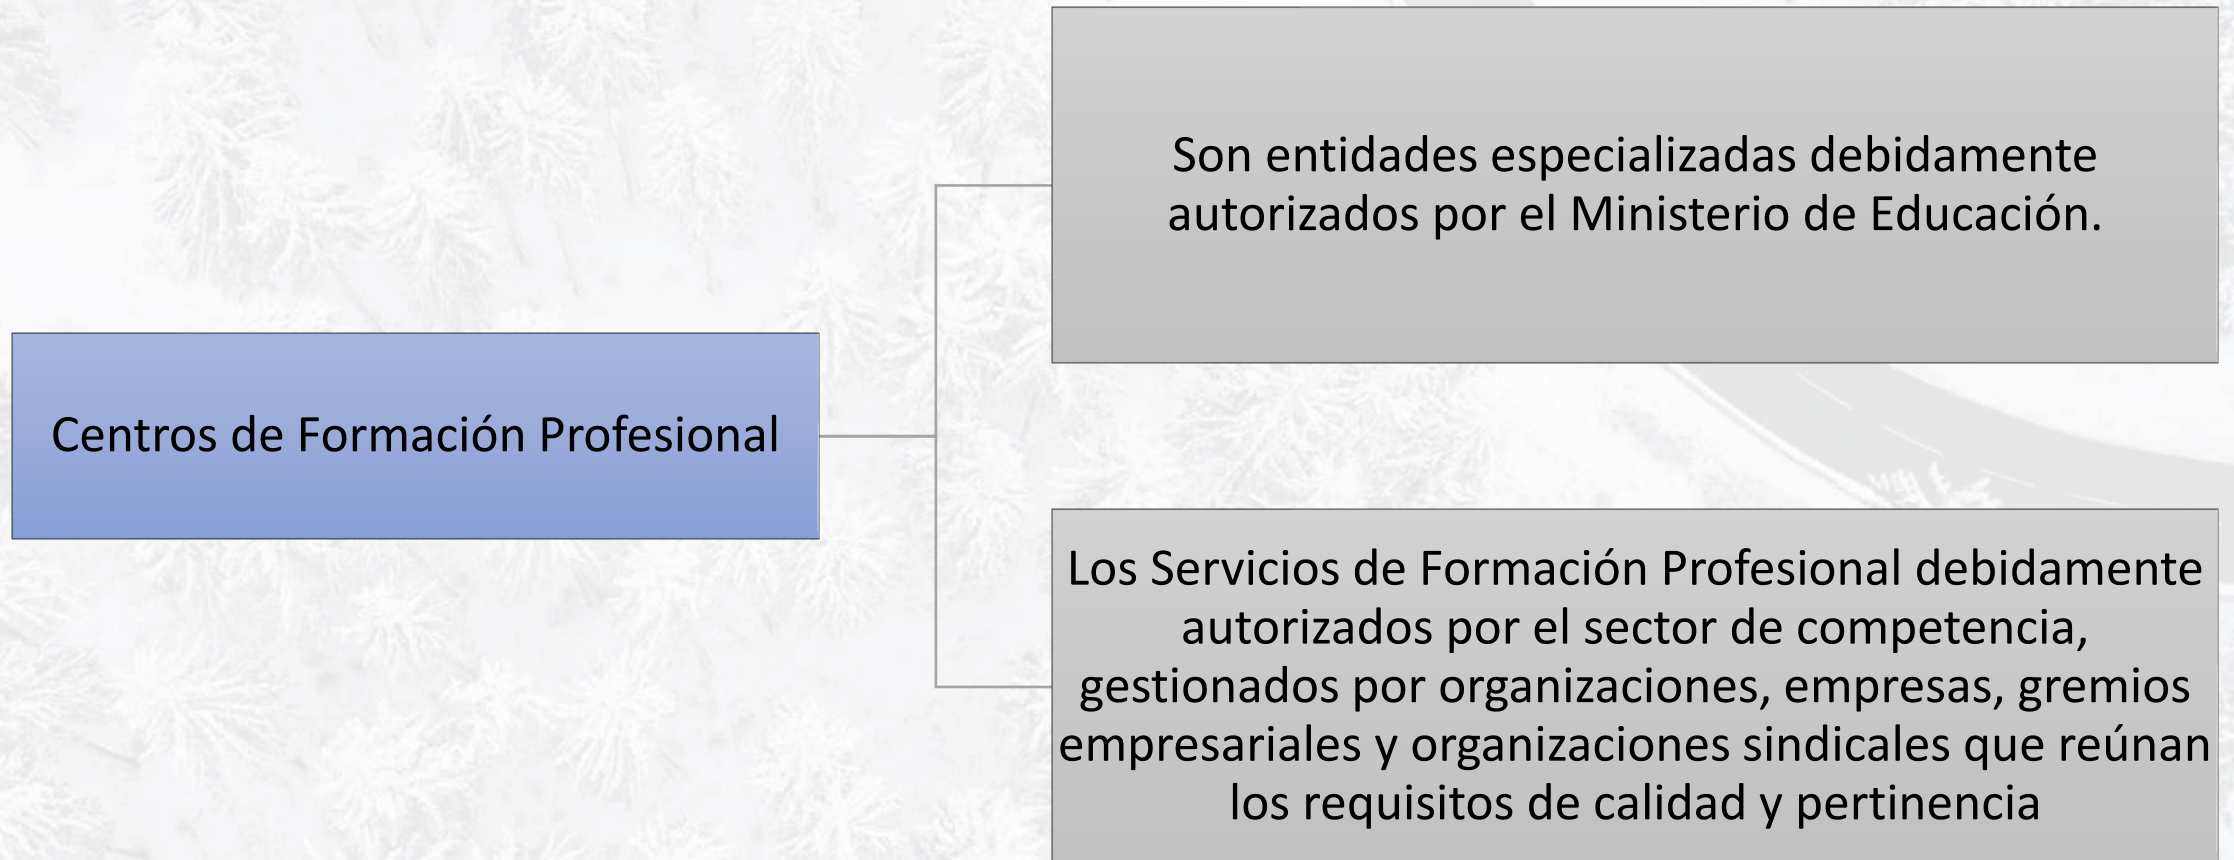 Centros de Formación Profesional
Son entidades especializadas debidamente
autorizados por el Ministerio de Educación.
Los Servicios de Formación Profesional debidamente
autorizados por el sector de competencia,
gestionados por organizaciones, empresas, gremios
empresariales y organizaciones sindicales que reúnan
los requisitos de calidad y pertinencia